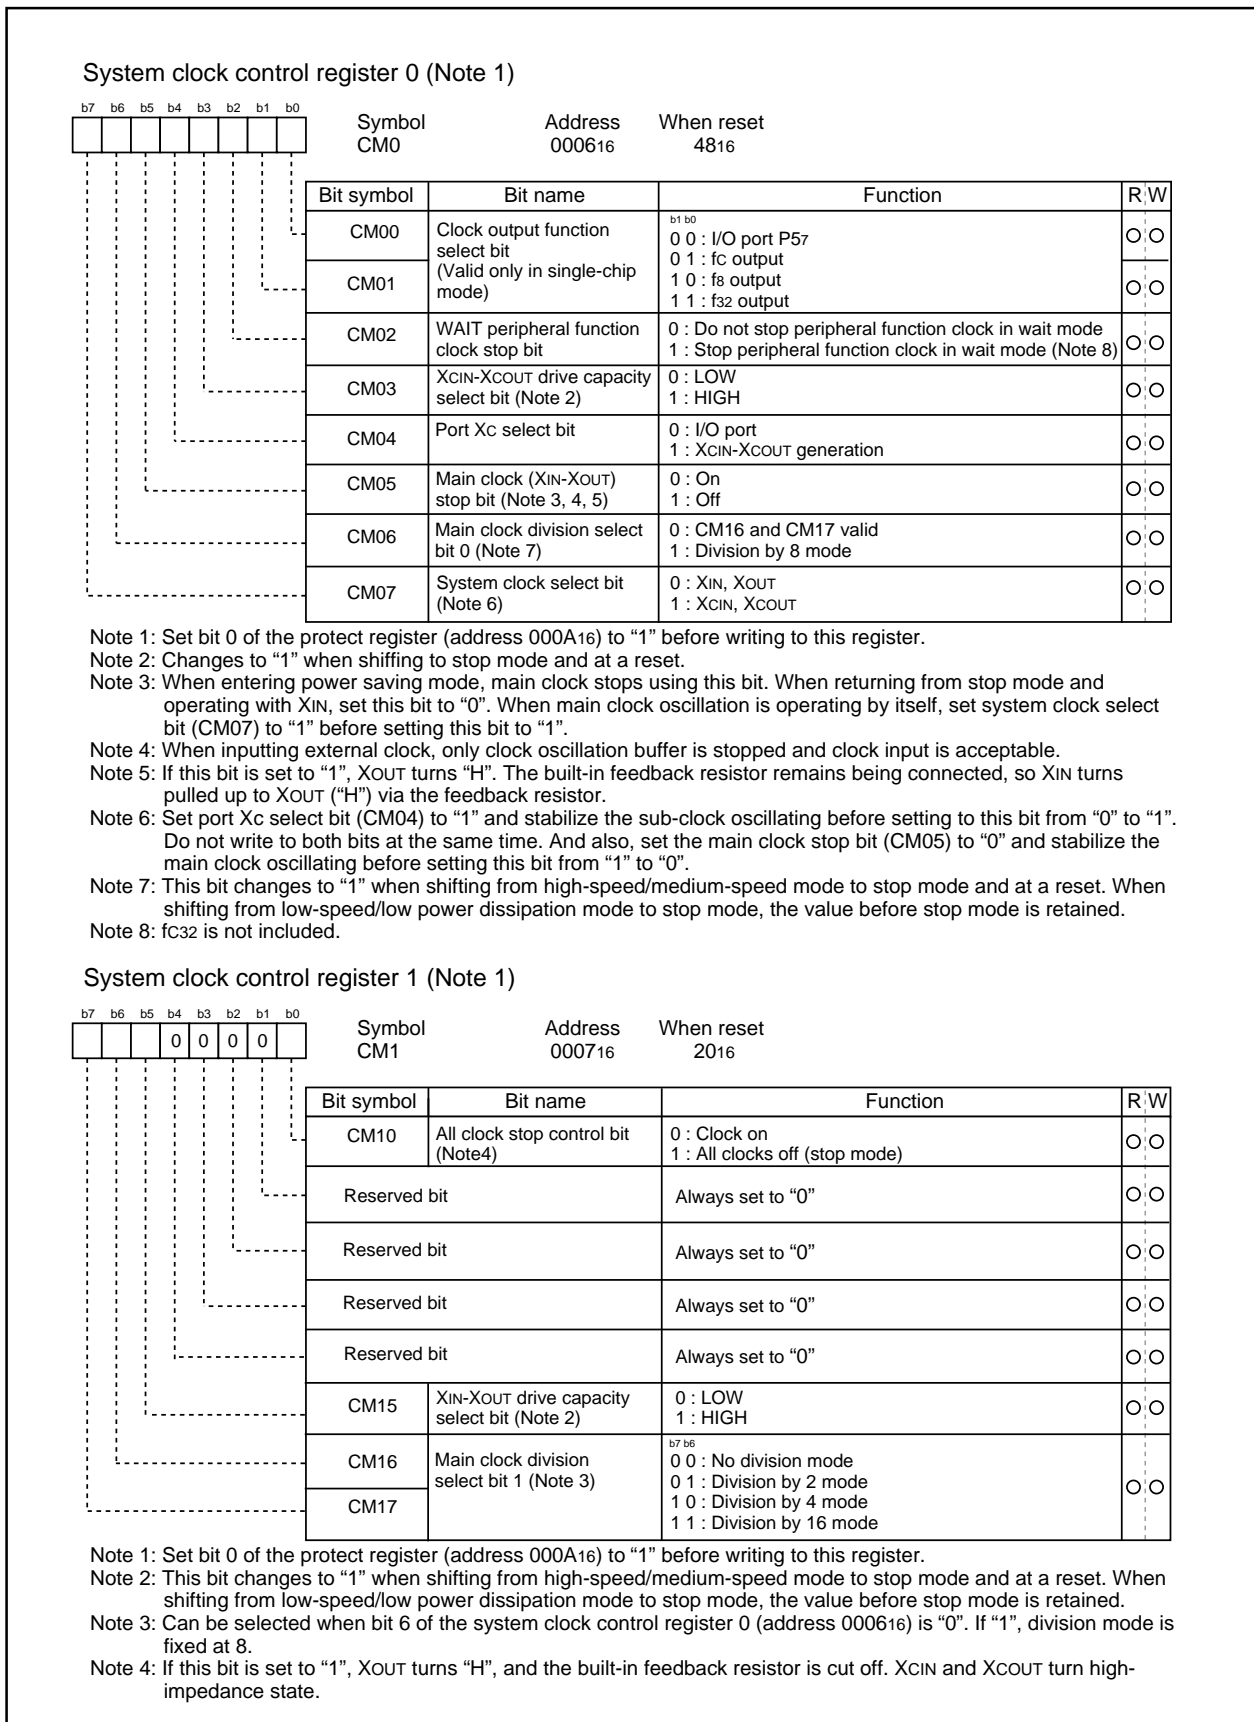 System clock control register 0 (Note 1)
b7 b6 b5 b4 b3 b2 b1 b0
Symbol Address When reset
CM0 000616 4816
Bit symbol Bit name Function R W
CM00 Clock output function select bit (Valid only in single-chip mode)
b1 b0
0 0 : I/O port P57
0 1 : fC output
1 0 : f8 output
1 1 : f32 output
CM01
CM02 WAIT peripheral function clock stop bit
0 : Do not stop peripheral function clock in wait mode
1 : Stop peripheral function clock in wait mode (Note 8)
CM03 XCIN-XCOUT drive capacity select bit (Note 2)
0 : LOW
1 : HIGH
CM04 Port XC select bit
0 : I/O port
1 : XCIN-XCOUT generation
CM05 Main clock (XIN-XOUT) stop bit (Note 3, 4, 5)
0 : On
1 : Off
CM06 Main clock division select bit 0 (Note 7)
0 : CM16 and CM17 valid
1 : Division by 8 mode
CM07 System clock select bit (Note 6)
0 : XIN, XOUT
1 : XCIN, XCOUT
Note 1: Set bit 0 of the protect register (address 000A16) to “1” before writing to this register.
Note 2: Changes to “1” when shiffing to stop mode and at a reset.
Note 3: When entering power saving mode, main clock stops using this bit. When returning from stop mode and
operating with XIN, set this bit to “0”. When main clock oscillation is operating by itself, set system clock select
bit (CM07) to “1” before setting this bit to “1”.
Note 4: When inputting external clock, only clock oscillation buffer is stopped and clock input is acceptable.
Note 5: If this bit is set to “1”, XOUT turns “H”. The built-in feedback resistor remains being connected, so XIN turns
pulled up to XOUT (“H”) via the feedback resistor.
Note 6: Set port Xc select bit (CM04) to “1” and stabilize the sub-clock oscillating before setting to this bit from “0” to “1”.
Do not write to both bits at the same time. And also, set the main clock stop bit (CM05) to “0” and stabilize the
main clock oscillating before setting this bit from “1” to “0”.
Note 7: This bit changes to “1” when shifting from high-speed/medium-speed mode to stop mode and at a reset. When
shifting from low-speed/low power dissipation mode to stop mode, the value before stop mode is retained.
Note 8: fC32 is not included.
System clock control register 1 (Note 1)
b7 b6 b5 b4 b3 b2 b1 b0
0 0 0 0
Symbol Address When reset
CM1 000716 2016
Bit symbol Bit name Function R W
CM10 All clock stop control bit (Note4)
0 : Clock on
1 : All clocks off (stop mode)
Reserved bit Always set to “0”
Reserved bit Always set to “0”
Reserved bit Always set to “0”
Reserved bit Always set to “0”
CM15 XIN-XOUT drive capacity select bit (Note 2)
0 : LOW
1 : HIGH
CM16 Main clock division select bit 1 (Note 3)
b7 b6
0 0 : No division mode
0 1 : Division by 2 mode
1 0 : Division by 4 mode
1 1 : Division by 16 mode
CM17
Note 1: Set bit 0 of the protect register (address 000A16) to “1” before writing to this register.
Note 2: This bit changes to “1” when shifting from high-speed/medium-speed mode to stop mode and at a reset. When
shifting from low-speed/low power dissipation mode to stop mode, the value before stop mode is retained.
Note 3: Can be selected when bit 6 of the system clock control register 0 (address 000616) is “0”. If “1”, division mode is
fixed at 8.
Note 4: If this bit is set to “1”, XOUT turns “H”, and the built-in feedback resistor is cut off. XCIN and XCOUT turn high-
impedance state.